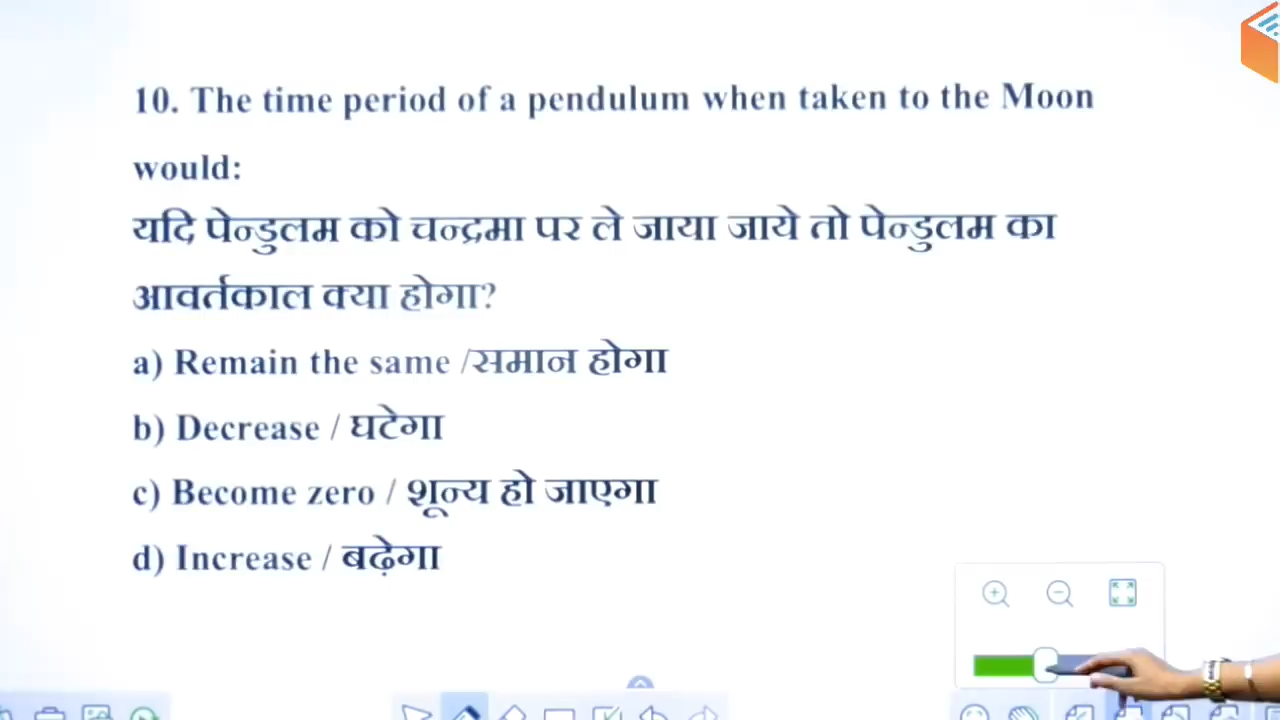 10. The time period of a pendulum when taken to the Moon
would:
यदि पेन्डुलम को चन्द्रमा पर ले जाया जाये तो पेन्डुलम का
आवर्तकाल क्या होगा?
a) Remain the same /समान होगा
b) Decrease / घटेगा
c) Become zero / शून्य हो जाएगा
d) Increase / बढ़ेगा